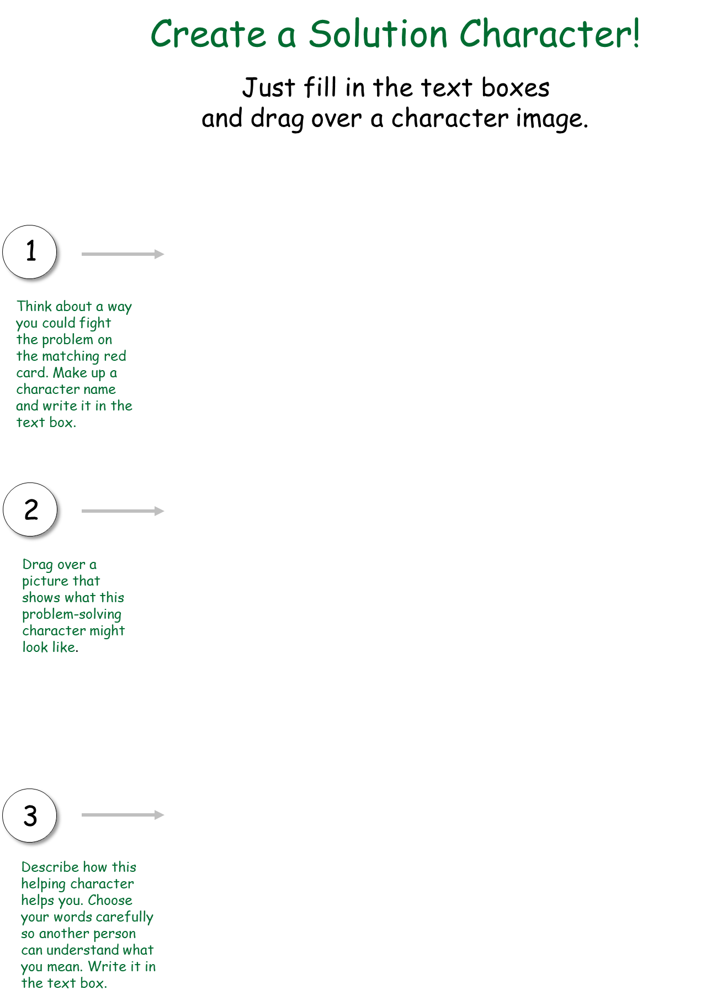 Create a Solution Character!
Just fill in the text boxes
and drag over a character image.
1
Think about a way
you could fight
the problem on
the matching red
card. Make up a
character name
and write it in the
text box.
2
Drag over a
picture that
shows what this
problem-solving
character might
look like.
3
Describe how this
helping character
helps you. Choose
your words carefully
so another person
can understand what
you mean. Write it in
the text box.